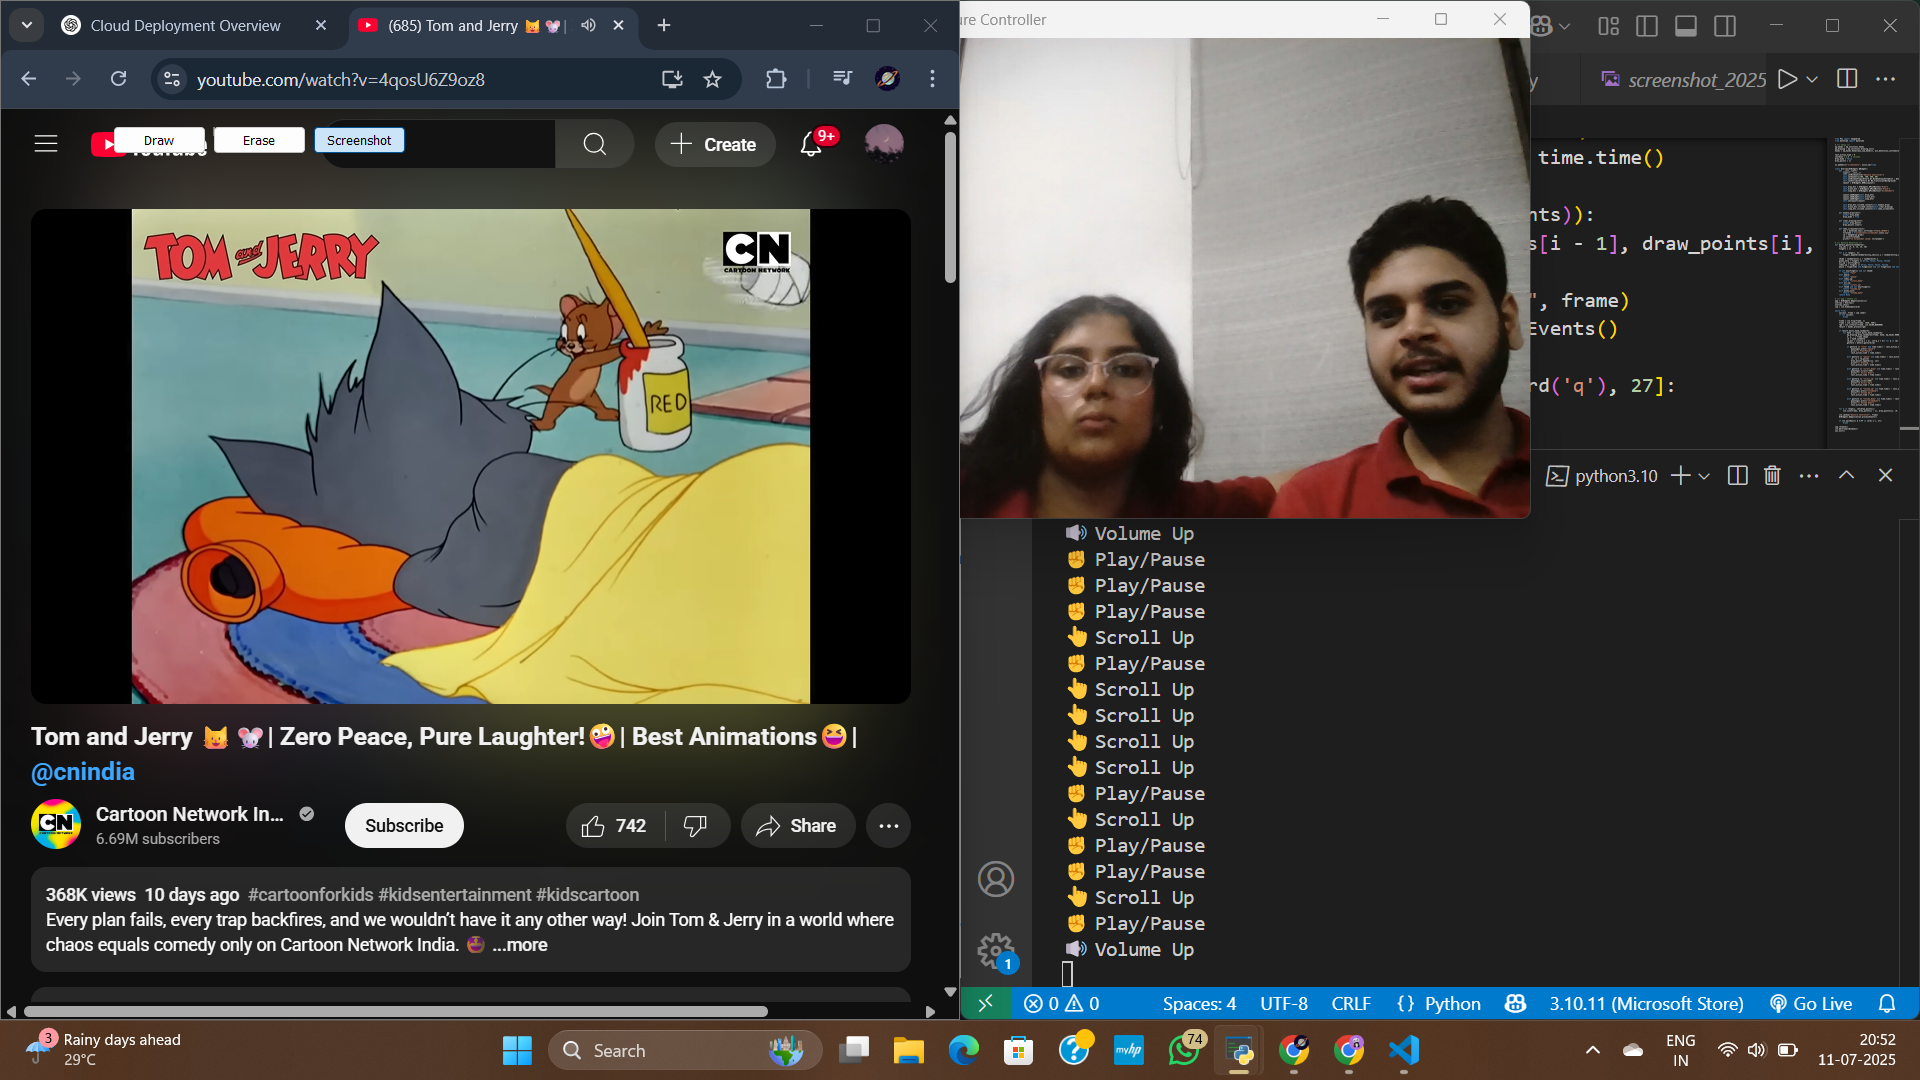 Cloud Deployment Overview
(685) Tom and Jerry 🐱 🐭 |
youtube.com/watch?v=4qosU6Z9oz8
Draw
Erase
Screenshot
Create
9+
TOM and JERRY
CN
CARTOON NETWORK
RED
Tom and Jerry 🐱 🐭 | Zero Peace, Pure Laughter!🤪 | Best Animations😆 |
@cnindia
CN
Cartoon Network In...
6.69M subscribers
Subscribe
742
Share
368K views 10 days ago #cartoonforkids #kidsentertainment #kidscartoon
Every plan fails, every trap backfires, and we wouldn't have it any other way! Join Tom & Jerry in a world where
chaos equals comedy only on Cartoon Network India. ...more
ure Controller
y
screenshot_2025
time.time()
nts)):
s[i - 1], draw_points[i],
", frame)
Events()
rd('q'), 27]:
python3.10
🔊 Volume Up
✊ Play/Pause
✊ Play/Pause
✊ Play/Pause
👆 Scroll Up
✊ Play/Pause
👆 Scroll Up
👆 Scroll Up
👆 Scroll Up
👆 Scroll Up
✊ Play/Pause
👆 Scroll Up
✊ Play/Pause
✊ Play/Pause
👆 Scroll Up
✊ Play/Pause
🔊 Volume Up
1
0 0
Spaces: 4 UTF-8 CRLF {} Python 3.10.11 (Microsoft Store) Go Live
3
Rainy days ahead
29°C
Search
myhp
74
ENG
IN
20:52
11-07-2025